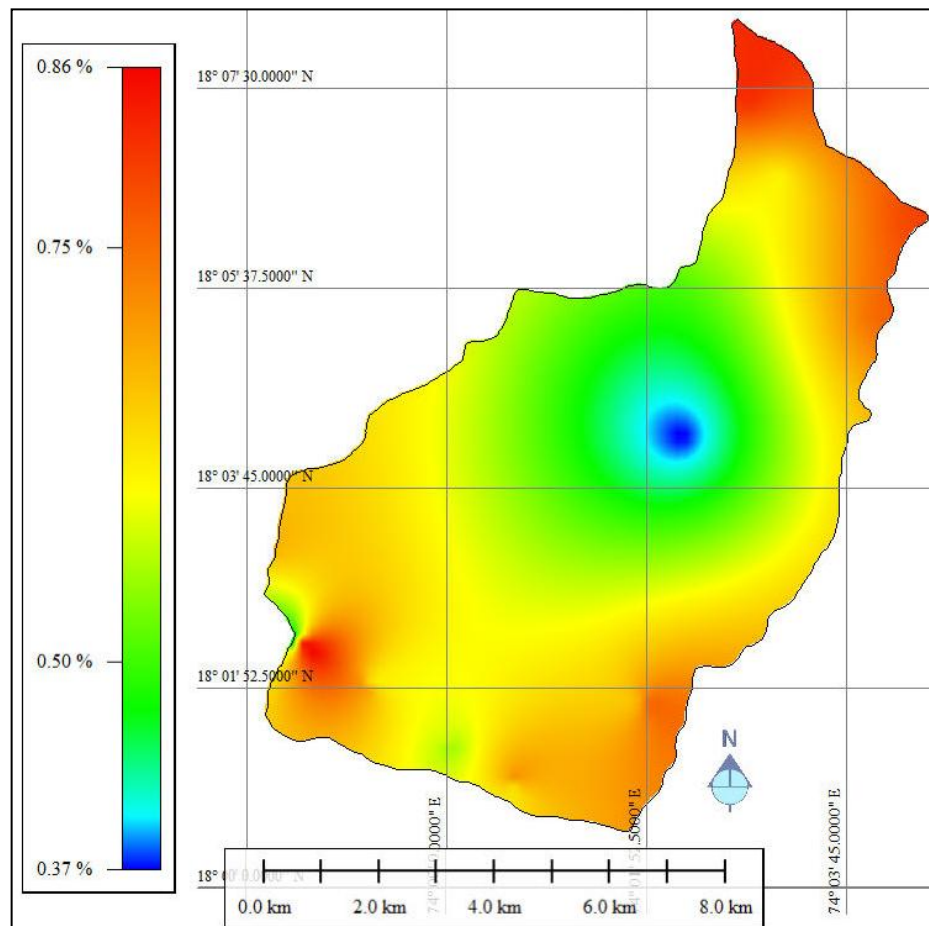 0.86 %
0.75 %
0.50 %
0.37 %
18° 07' 30.0000" N
18° 05' 37.5000" N
18° 03' 45.0000" N
18° 01' 52.5000" N
N
74° 03' 45.0000" E
0.0 km 2.0 km 4.0 km 6.0 km 8.0 km